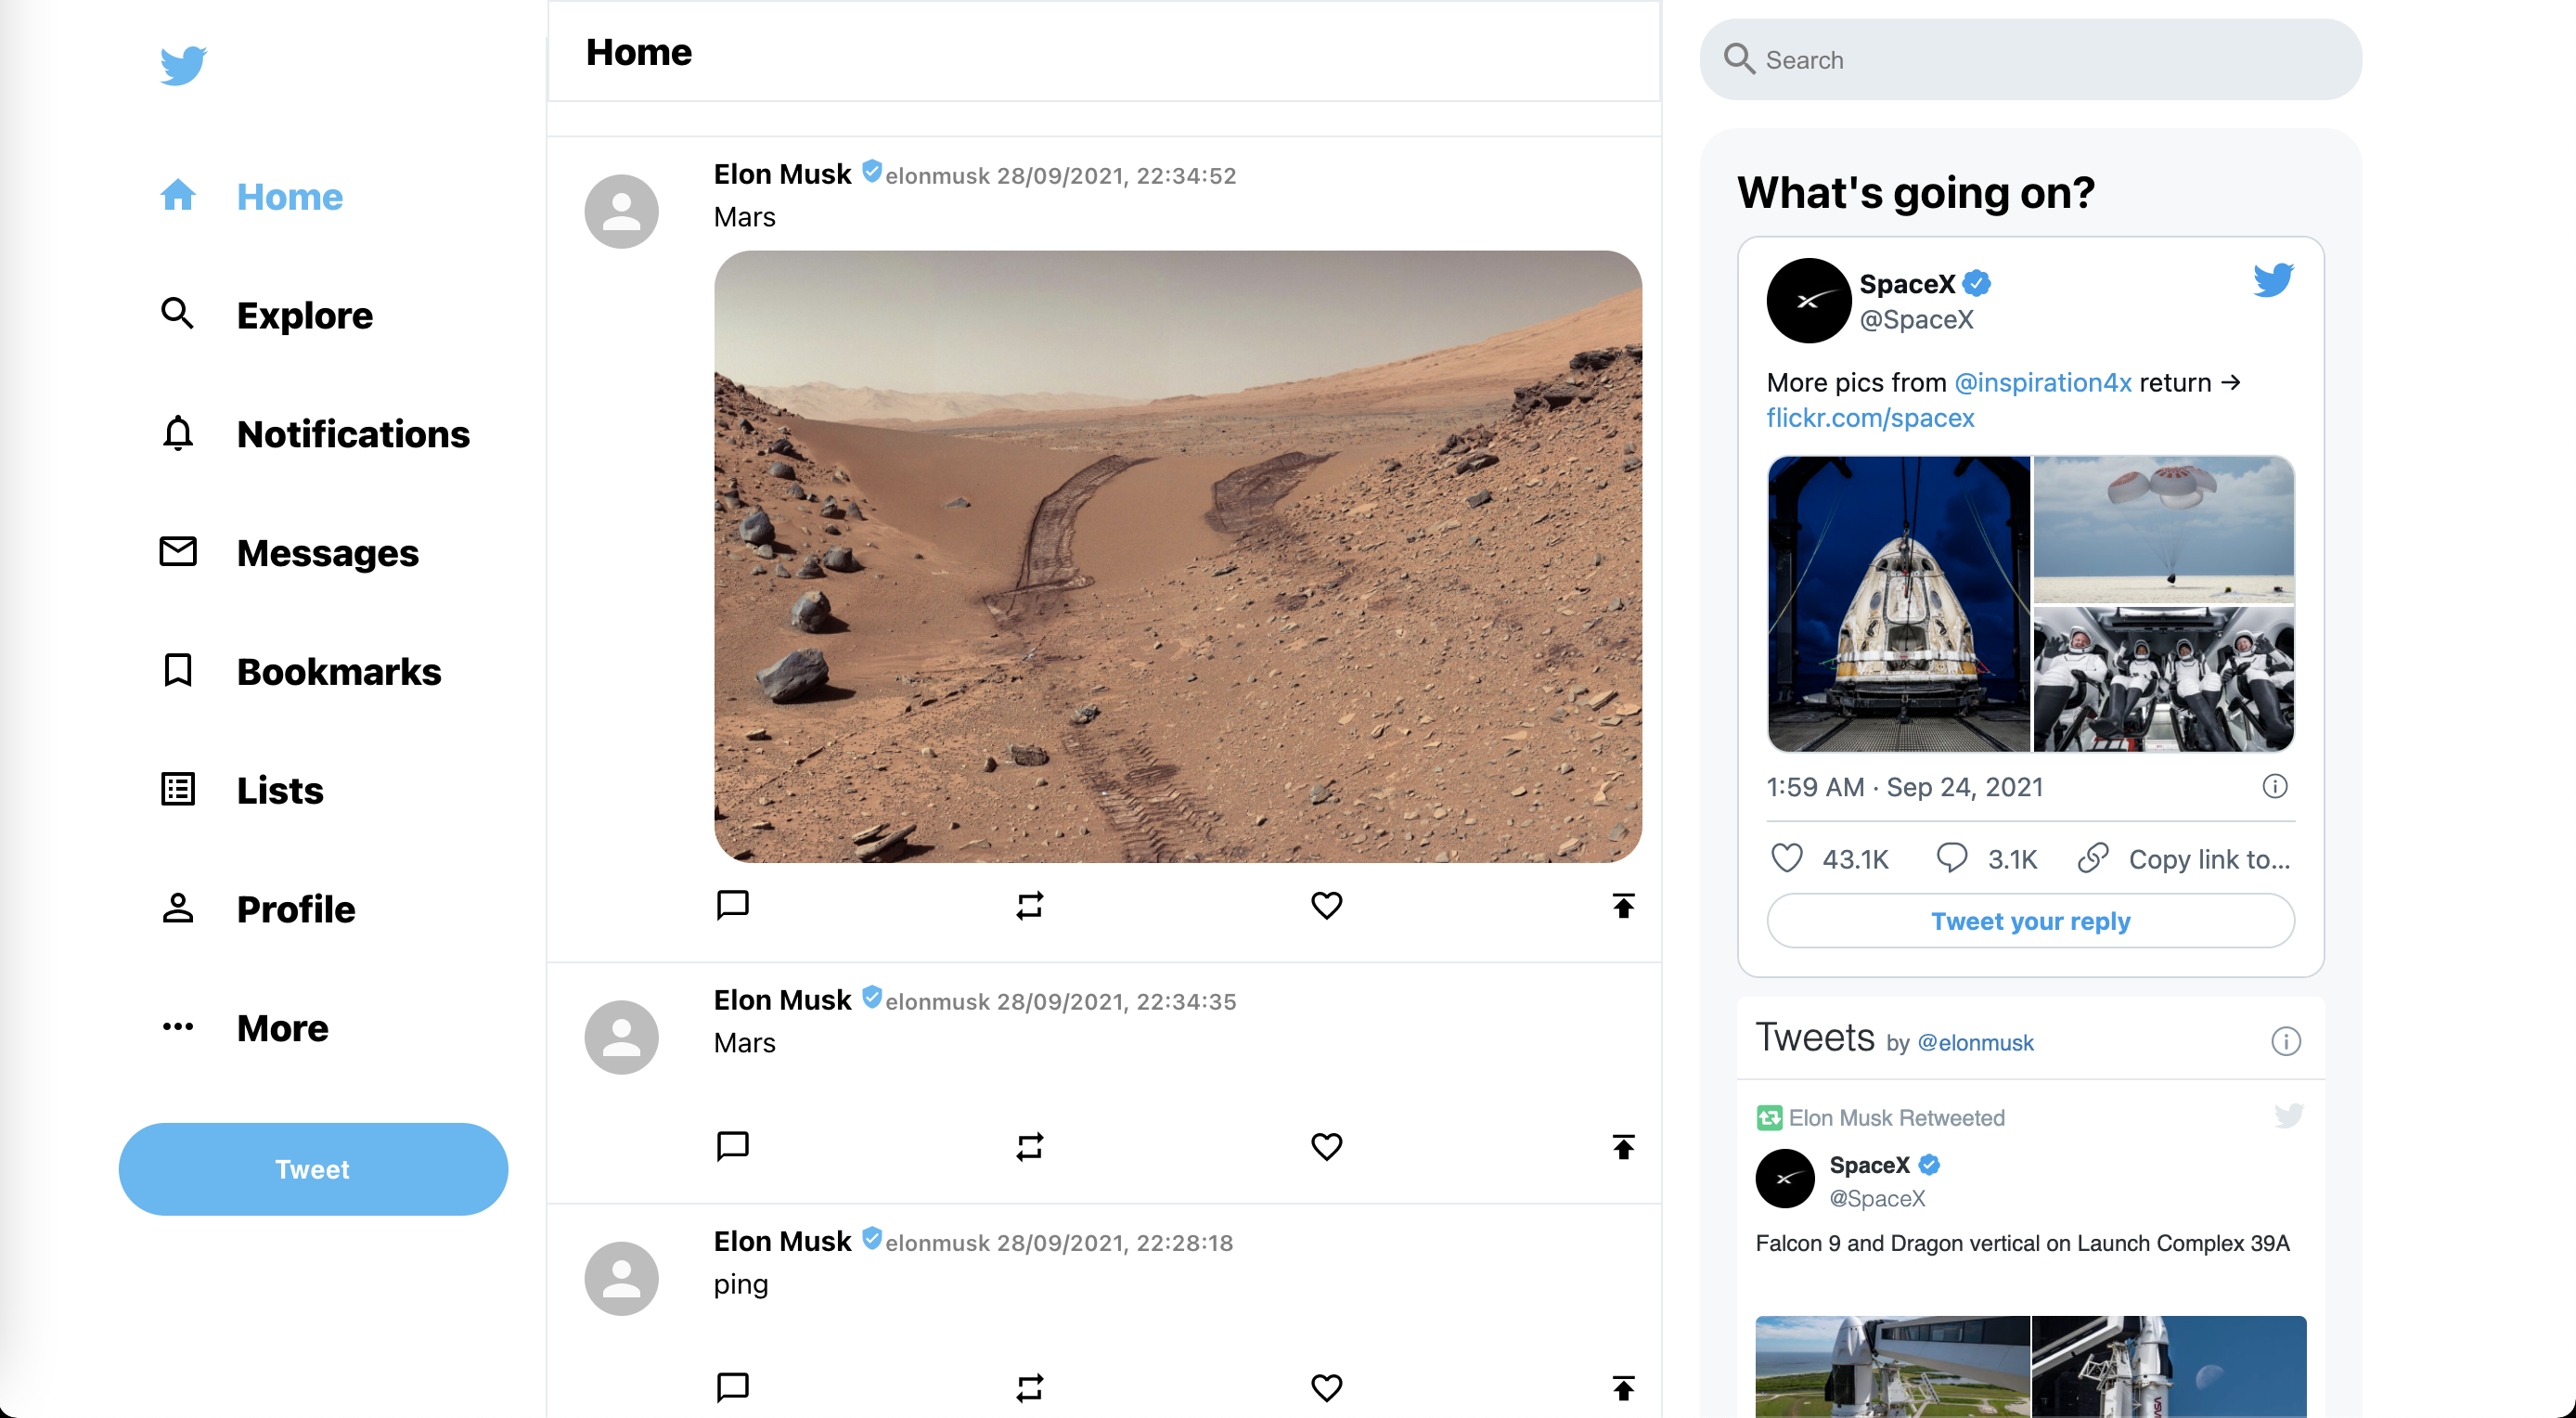 Home
Explore
Notifications
Messages
Bookmarks
Lists
Profile
More
Tweet
Home
Elon Musk elonmusk 28/09/2021, 22:34:52
Mars
Elon Musk elonmusk 28/09/2021, 22:34:35
Mars
Elon Musk elonmusk 28/09/2021, 22:28:18
ping
Search
What's going on?
SpaceX
@SpaceX
More pics from @inspiration4x return →
flickr.com/spacex
1:59 AM · Sep 24, 2021
43.1K 3.1K Copy link to...
Tweet your reply
Tweets by @elonmusk
Elon Musk Retweeted
SpaceX
@SpaceX
Falcon 9 and Dragon vertical on Launch Complex 39A